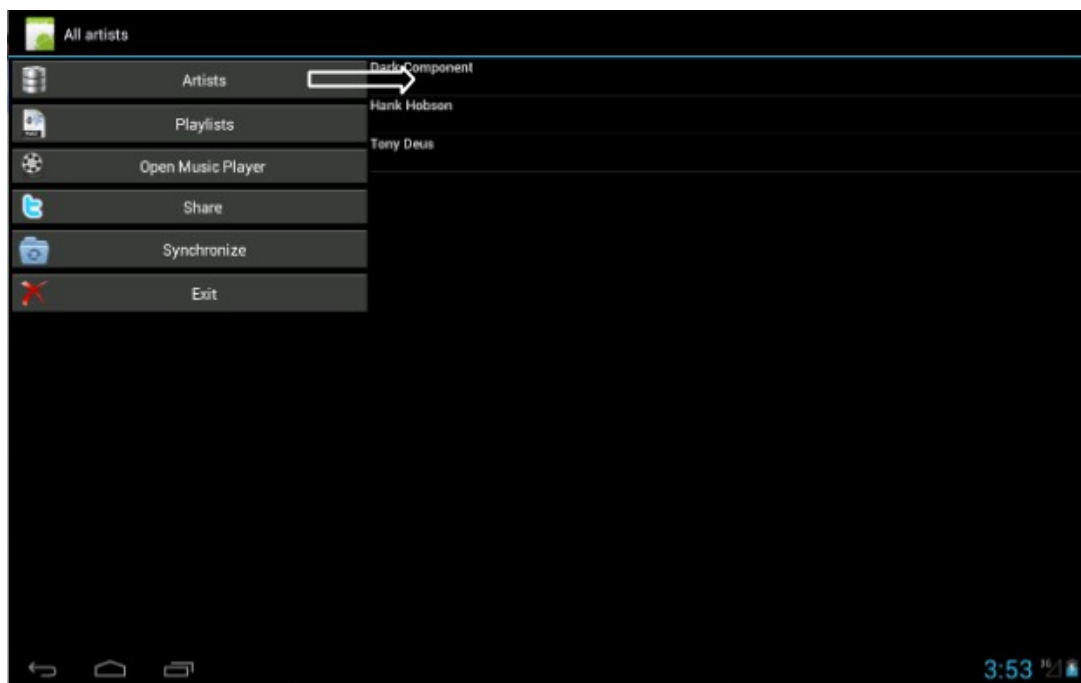 All artists
Artists
Playlists
Open Music Player
Share
Synchronize
Exit
Dark Component
Hank Hobson
Tony Deus
3:53